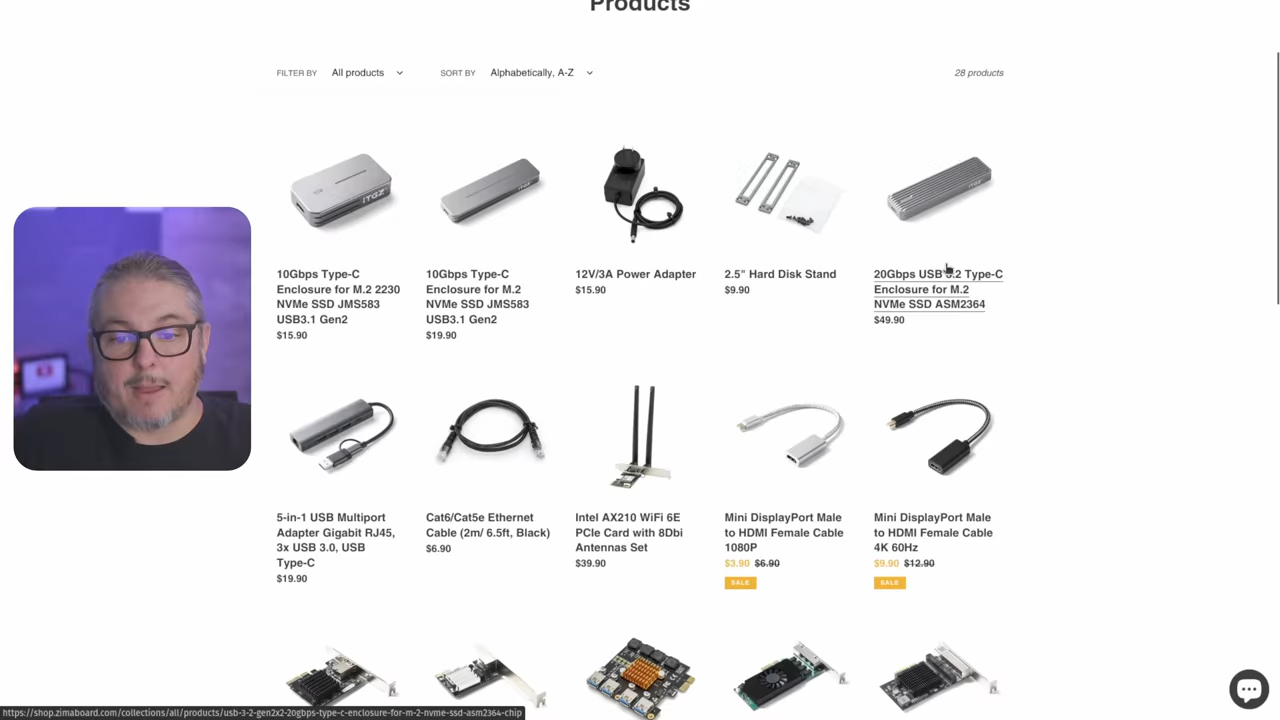 Products
FILTER BY All products SORT BY Alphabetically, A-Z 28 products
iTGZ
iTGZ
iTGZ
10Gbps Type-C
Enclosure for M.2 2230
NVMe SSD JMS583
USB3.1 Gen2
$15.90
10Gbps Type-C
Enclosure for M.2
NVMe SSD JMS583
USB3.1 Gen2
$19.90
12V/3A Power Adapter
$15.90
2.5" Hard Disk Stand
$9.90
20Gbps USB 3.2 Type-C
Enclosure for M.2
NVMe SSD ASM2364
$49.90
5-in-1 USB Multiport
Adapter Gigabit RJ45,
3x USB 3.0, USB
Type-C
$19.90
Cat6/Cat5e Ethernet
Cable (2m/ 6.5ft, Black)
$6.90
Intel AX210 WiFi 6E
PCIe Card with 8Dbi
Antennas Set
$39.90
Mini DisplayPort Male
to HDMI Female Cable
1080P
$3.90 $6.90
SALE
Mini DisplayPort Male
to HDMI Female Cable
4K 60Hz
$9.90 $12.90
SALE
https://shop.zimaboard.com/collections/all/products/usb-3-2-gen2x2-20gbps-type-c-enclosure-for-m-2-nvme-ssd-asm2364-chip